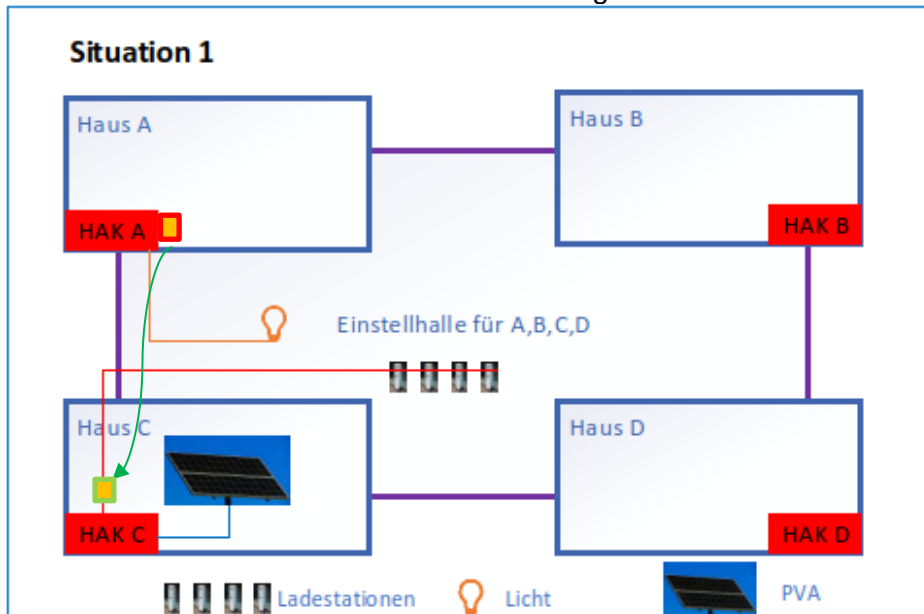 Situation 1
Haus A
Haus B
HAK A
HAK B
Einstellhalle für A,B,C,D
Haus C
Haus D
HAK C
HAK D
Ladestationen
Licht
PVA